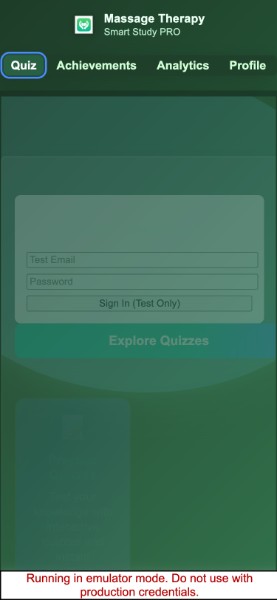 Massage Therapy
Smart Study PRO
Quiz Achievements Analytics Profile
Test Email
Password
Sign In (Test Only)
Explore Quizzes
Running in emulator mode. Do not use with
production credentials.